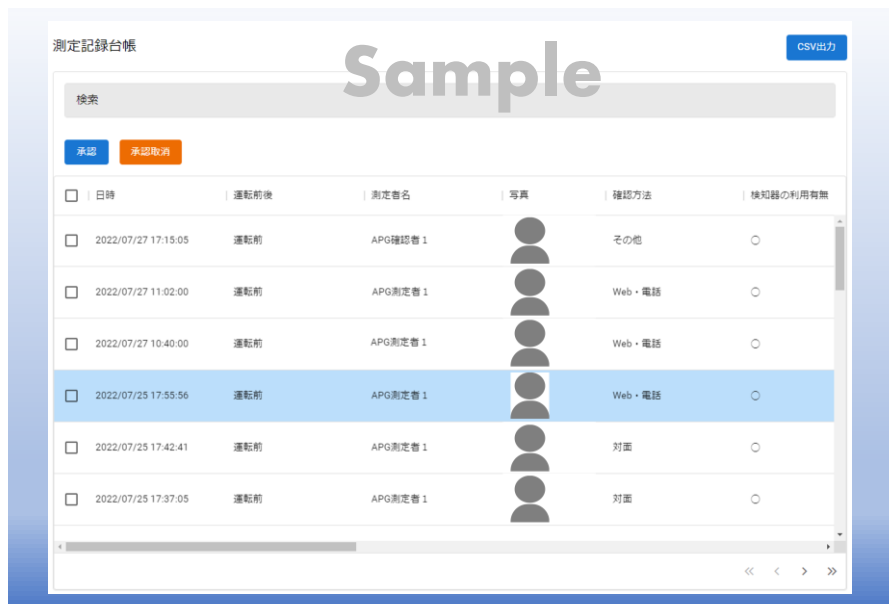 測定記録台帳
Sample
CSV出力
検索
承認 承認取消
日時 運転前後 測定者名 写真 確認方法 検知器の利用有無
2022/07/27 17:15:05 運転前 APG確認者1 その他 〇
2022/07/27 11:02:00 運転前 APG測定者1 Web・電話 〇
2022/07/27 10:40:00 運転前 APG測定者1 Web・電話 〇
2022/07/25 17:55:56 運転前 APG測定者1 Web・電話 〇
2022/07/25 17:42:41 運転前 APG測定者1 対面 〇
2022/07/25 17:37:05 運転前 APG測定者1 対面 〇